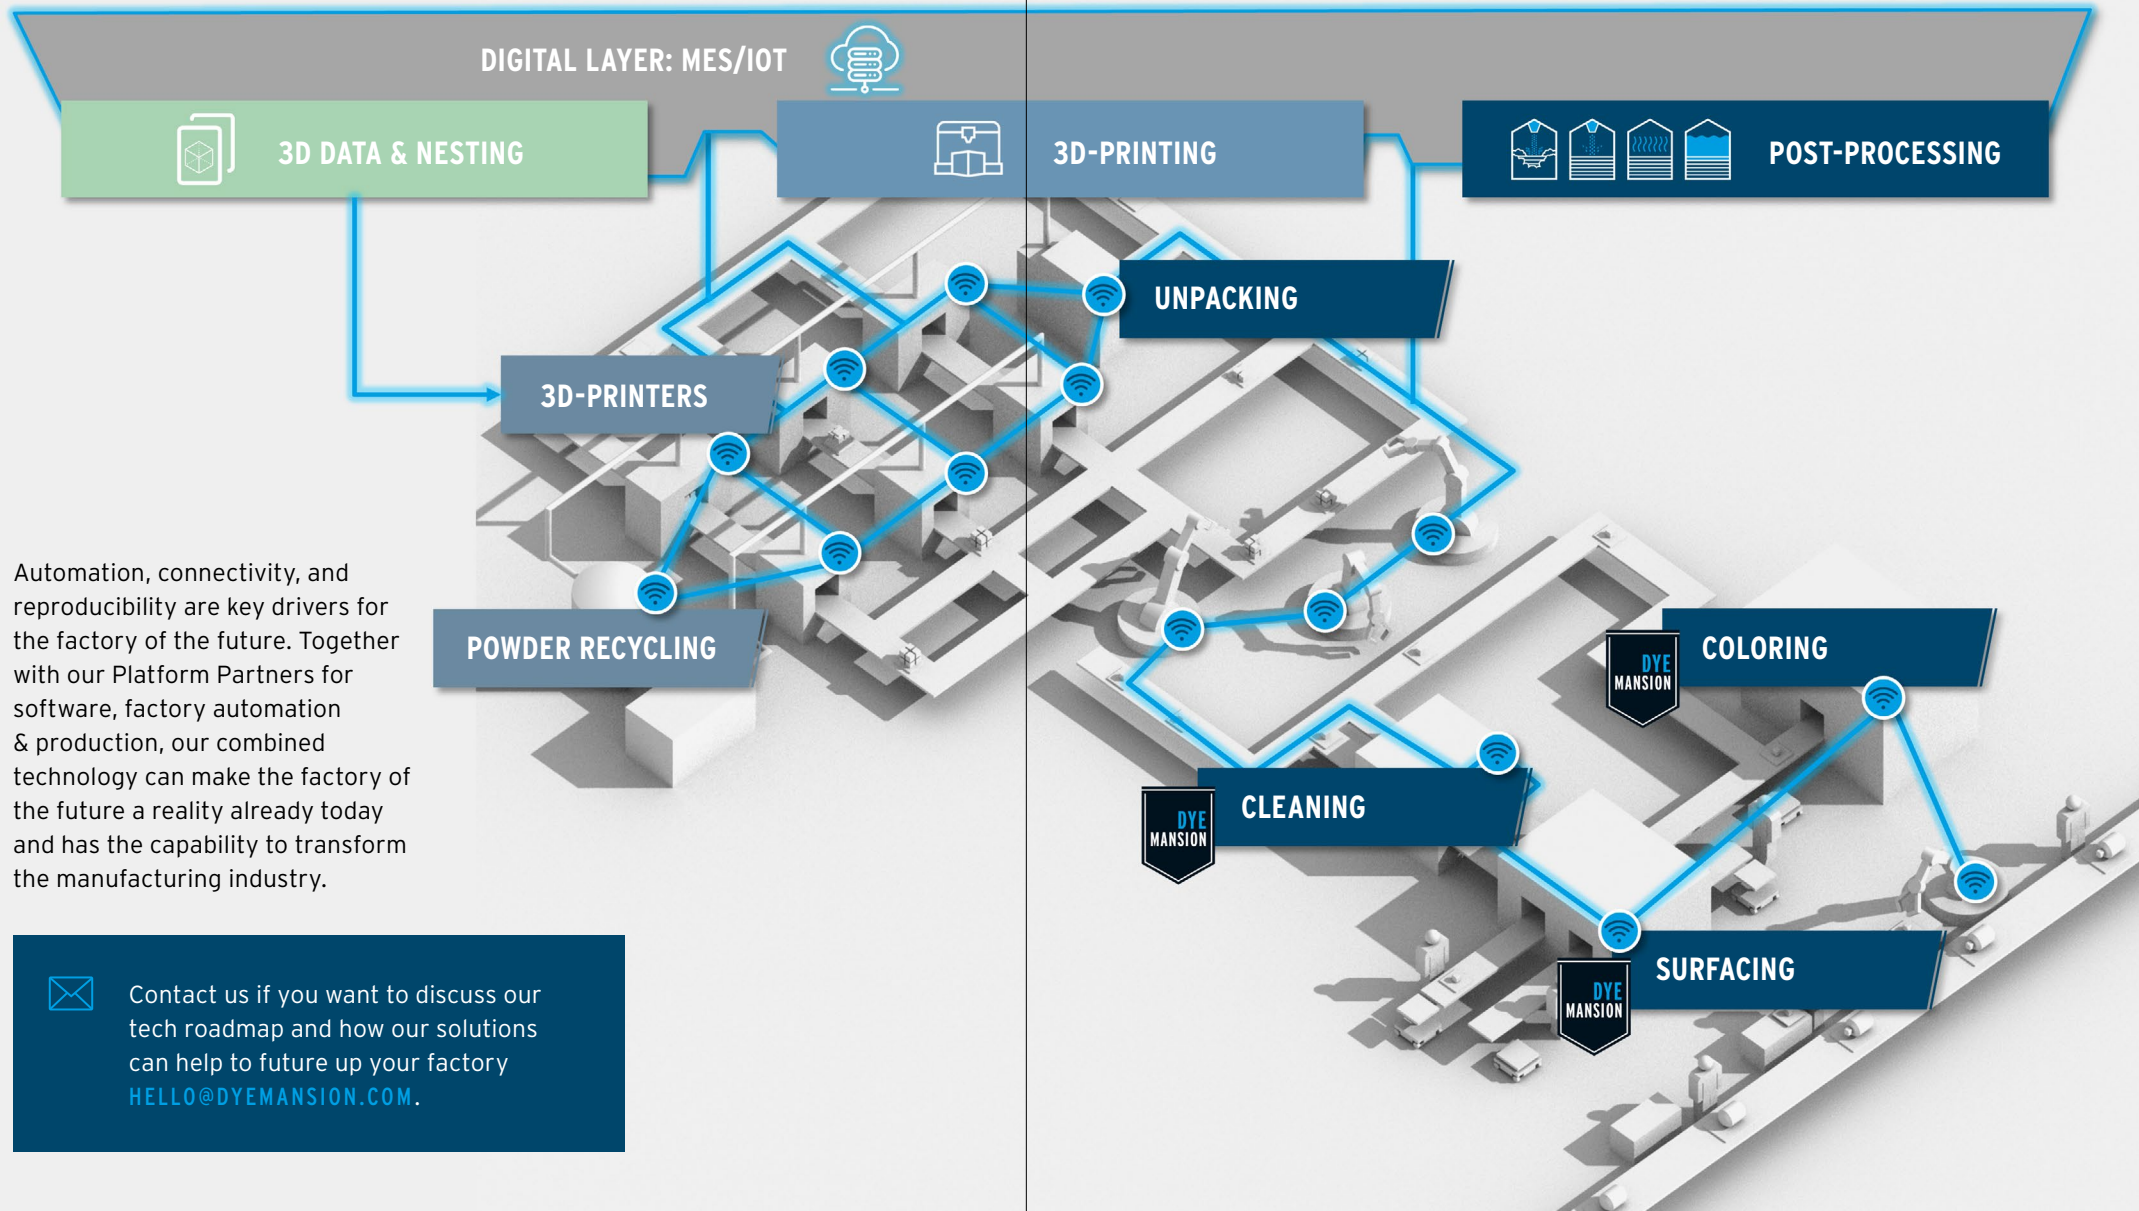 DIGITAL LAYER: MES/IOT
3D DATA & NESTING
3D-PRINTING
POST-PROCESSING
UNPACKING
3D-PRINTERS
POWDER RECYCLING
Automation, connectivity, and
reproducibility are key drivers for
the factory of the future. Together
with our Platform Partners for
software, factory automation
& production, our combined
technology can make the factory of
the future a reality already today
and has the capability to transform
the manufacturing industry.
COLORING
DYE
MANSION
CLEANING
DYE
MANSION
SURFACING
DYE
MANSION
Contact us if you want to discuss our
tech roadmap and how our solutions
can help to future up your factory
HELLO@DYEMANSION.COM.